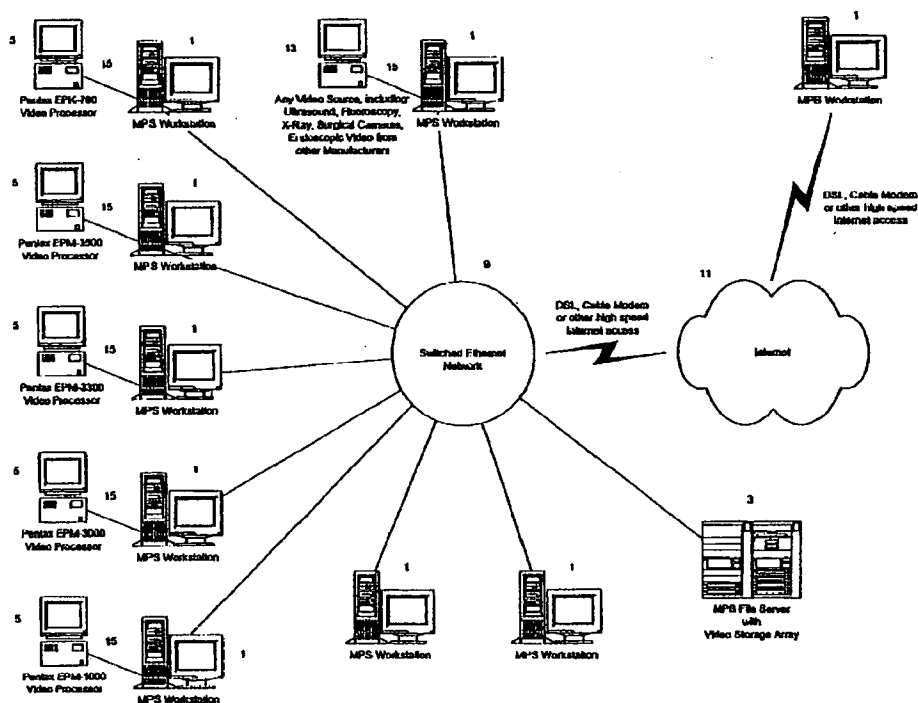 5
15
1
Pentax EPK-700
Video Processor
MPS Workstation
13
15
1
Any Video Source, including
Ultrasound, Fluoroscopy,
X-Ray, Surgical Cameras,
Endoscopic Video from
other Manufacturers
MPS Workstation
1
MPS Workstation
DSL, Cable Modem
or other high speed
Internet access
5
15
1
Pentax EPM-3500
Video Processor
MPS Workstation
9
Switched Ethernet
Network
DSL, Cable Modem
or other high speed
Internet access
11
Internet
5
15
1
Pentax EPM-3300
Video Processor
MPS Workstation
5
15
1
Pentax EPM-3000
Video Processor
MPS Workstation
5
15
1
Pentax EPM-1000
Video Processor
MPS Workstation
1
MPS Workstation
1
MPS Workstation
3
MPS File Server
with
Video Storage Array